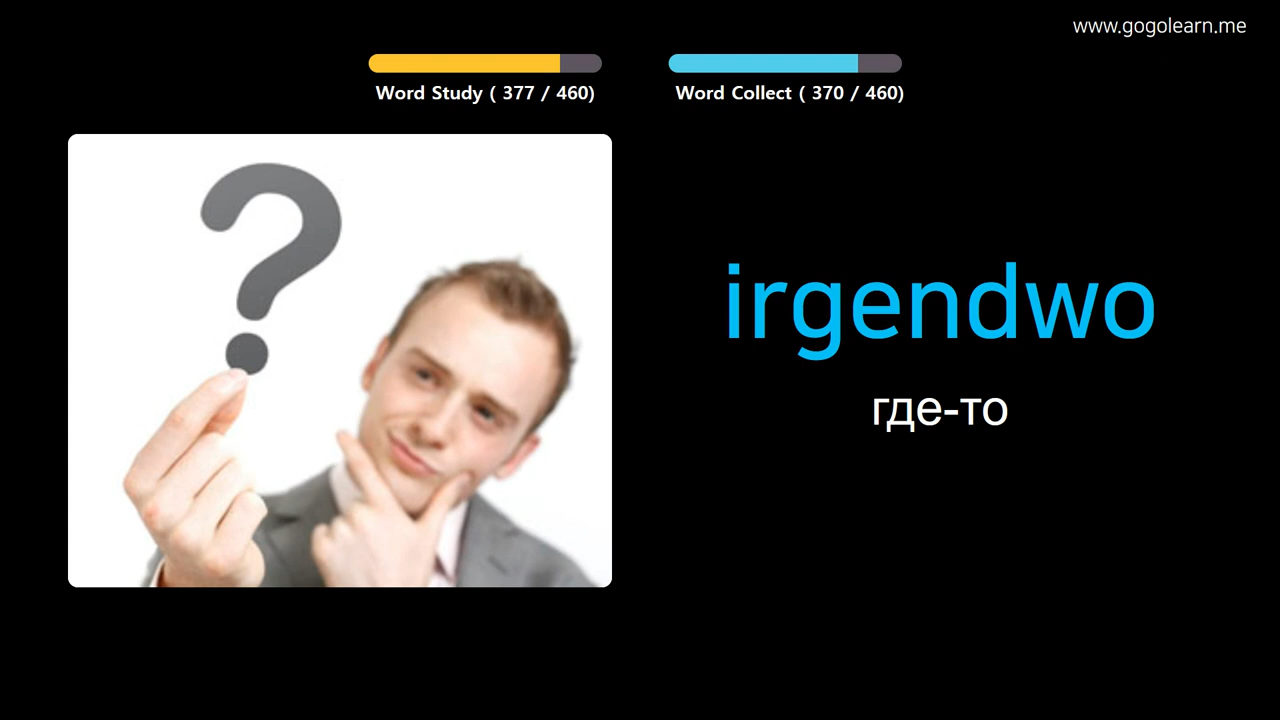 www.gogolearn.me
Word Study ( 377 / 460)
Word Collect ( 370 / 460)
?
irgendwo
где-то